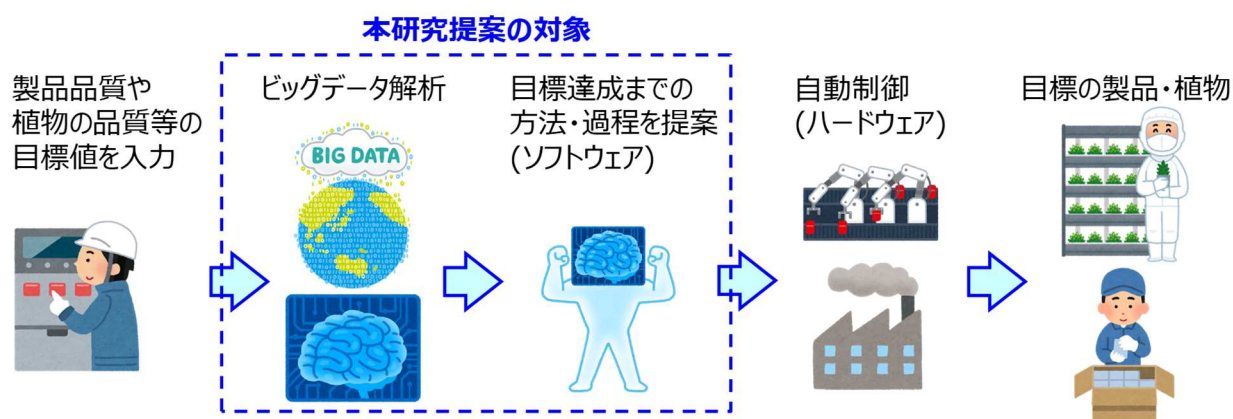 本研究提案の対象
製品品質や
植物の品質等の
目標値を入力
ビッグデータ解析
BIG DATA
目標達成までの
方法・過程を提案
(ソフトウェア)
自動制御
(ハードウェア)
目標の製品・植物